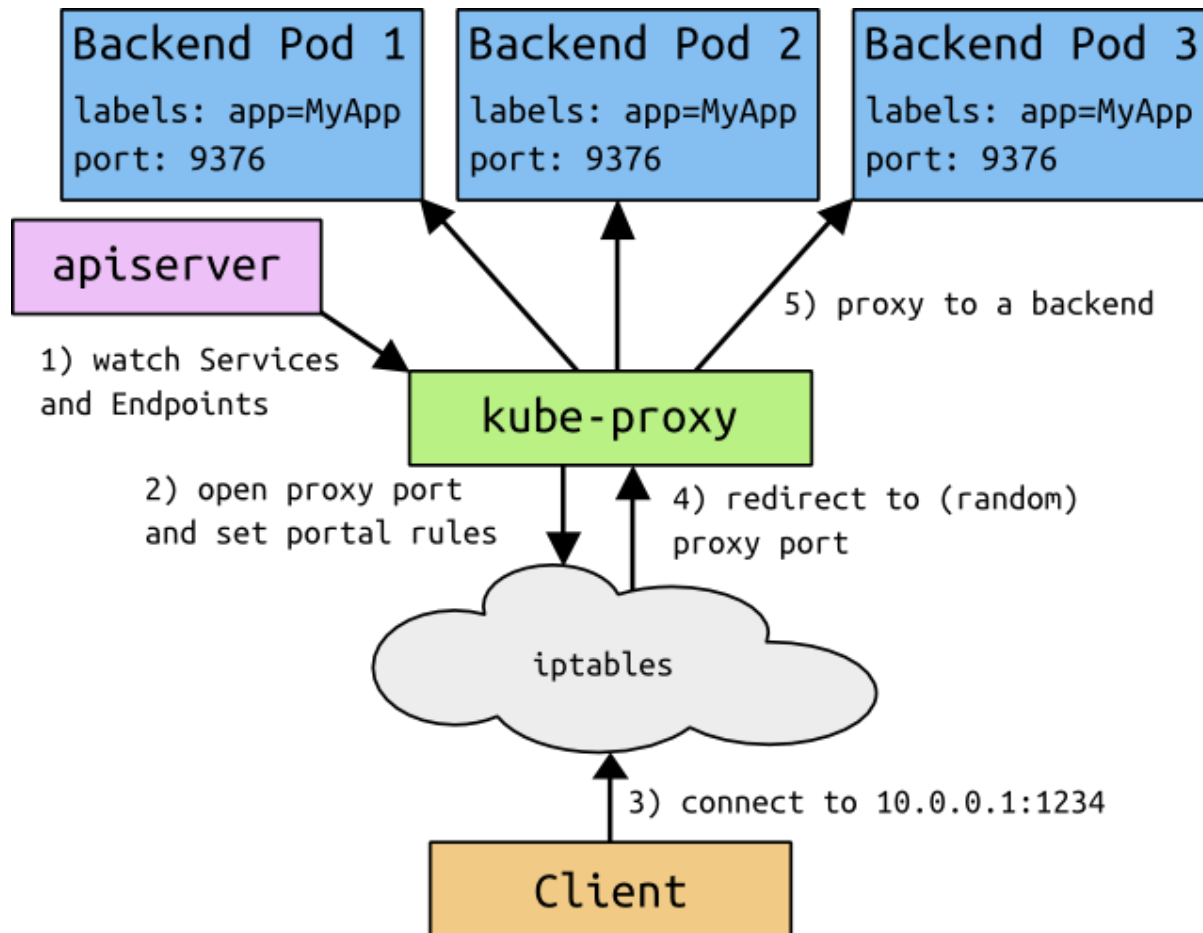 Backend Pod 1
labels: app=MyApp
port: 9376
Backend Pod 2
labels: app=MyApp
port: 9376
Backend Pod 3
labels: app=MyApp
port: 9376
apiserver
1) watch Services
and Endpoints
5) proxy to a backend
kube-proxy
2) open proxy port
and set portal rules
4) redirect to (random)
proxy port
iptables
3) connect to 10.0.0.1:1234
Client